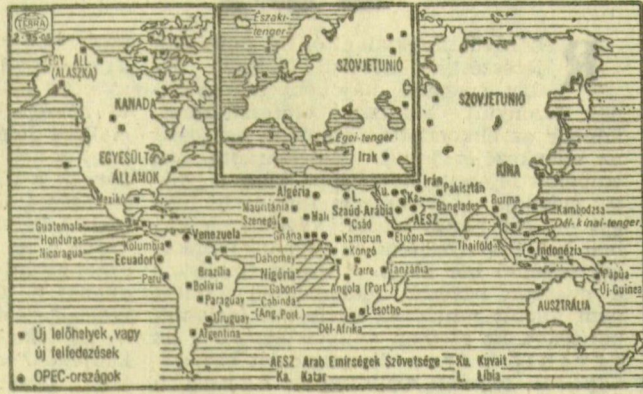 TERRA
EGY. ÁLL.
(ALASZKA)
KANADA
EGYESÜLT
ÁLLAMOK
Mexikó
Guatemala
Honduras
Nicaragua
Kolumbia
Ecuador
Peru
Venezuela
Brazília
Bolívia
Paraguay
Uruguay
Argentína
Északi-
tenger
SZOVJETUNIÓ
Égei-tenger
Irak
SZOVJETUNIÓ
KÍNA
Algéria
L.
Ku.
Irán
Pakisztán
Mauritánia
Mali
Szaúd-Arábia
Ka.
Banglades
Burma
Szenegál
Csád
AESZ
Kambodzsa
Dél-kínai-tenger
Ghána
Kamerun
Etiópia
Thaiföld
Indonézia
Dahomey
Kongó
Nigéria
Zaire
Tanzánia
Pápua
Új-Guinea
Gabon
Angola (Port.)
Cabinda
(Ang., Port.)
Lesotho
Dél-Afrika
AUSZTRÁLIA
Új lelőhelyek, vagy
új felfedezések
OPEC-országok
AESZ Arab Emirségek Szövetsége Ku. Kuvait
Ka. Katar L. Líbia